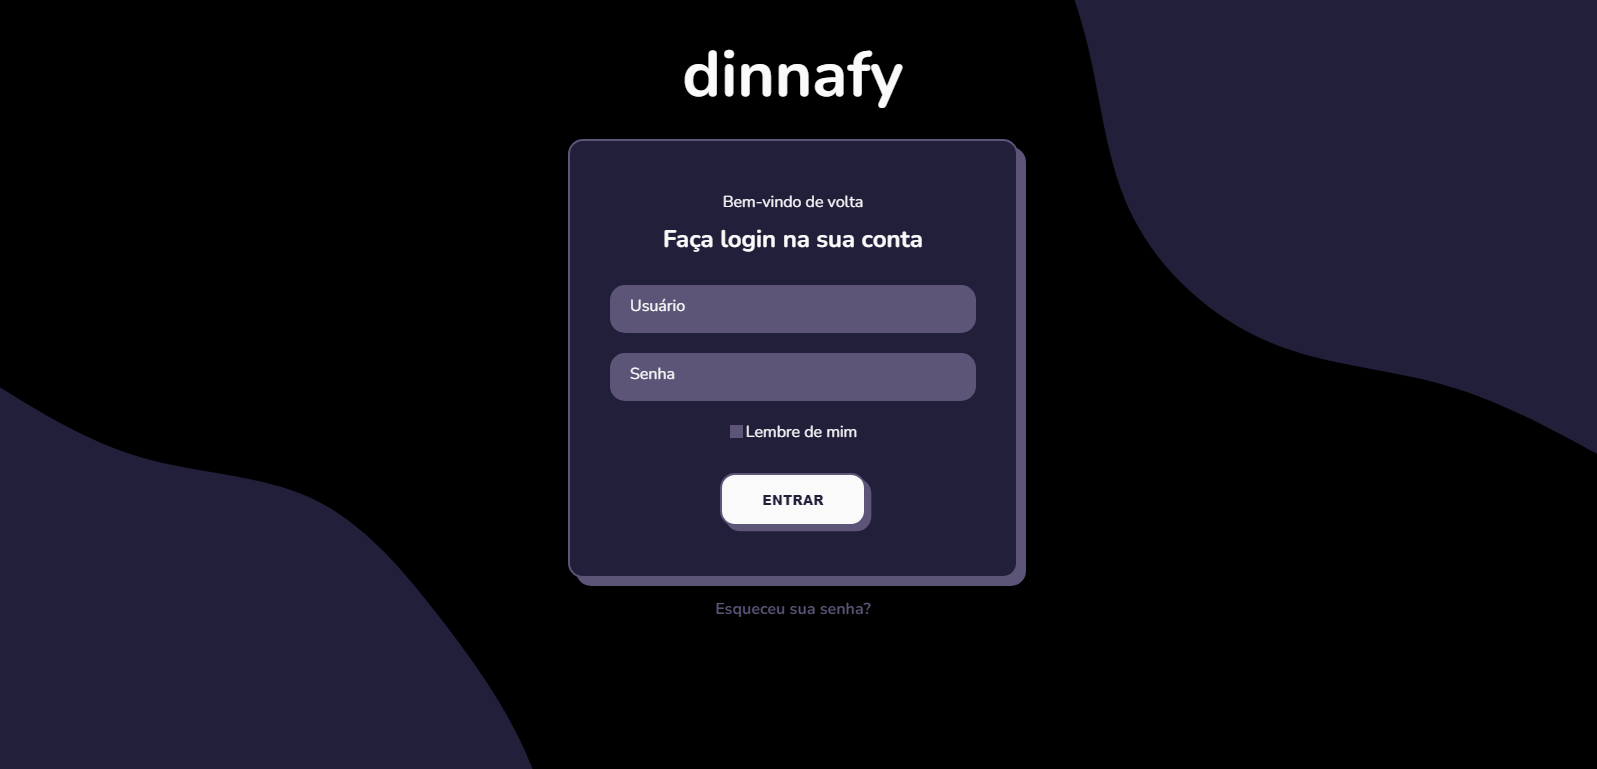 dinnafy
Bem-vindo de volta
Faça login na sua conta
Usuário
Senha
Lembre de mim
ENTRAR
Esqueceu sua senha?